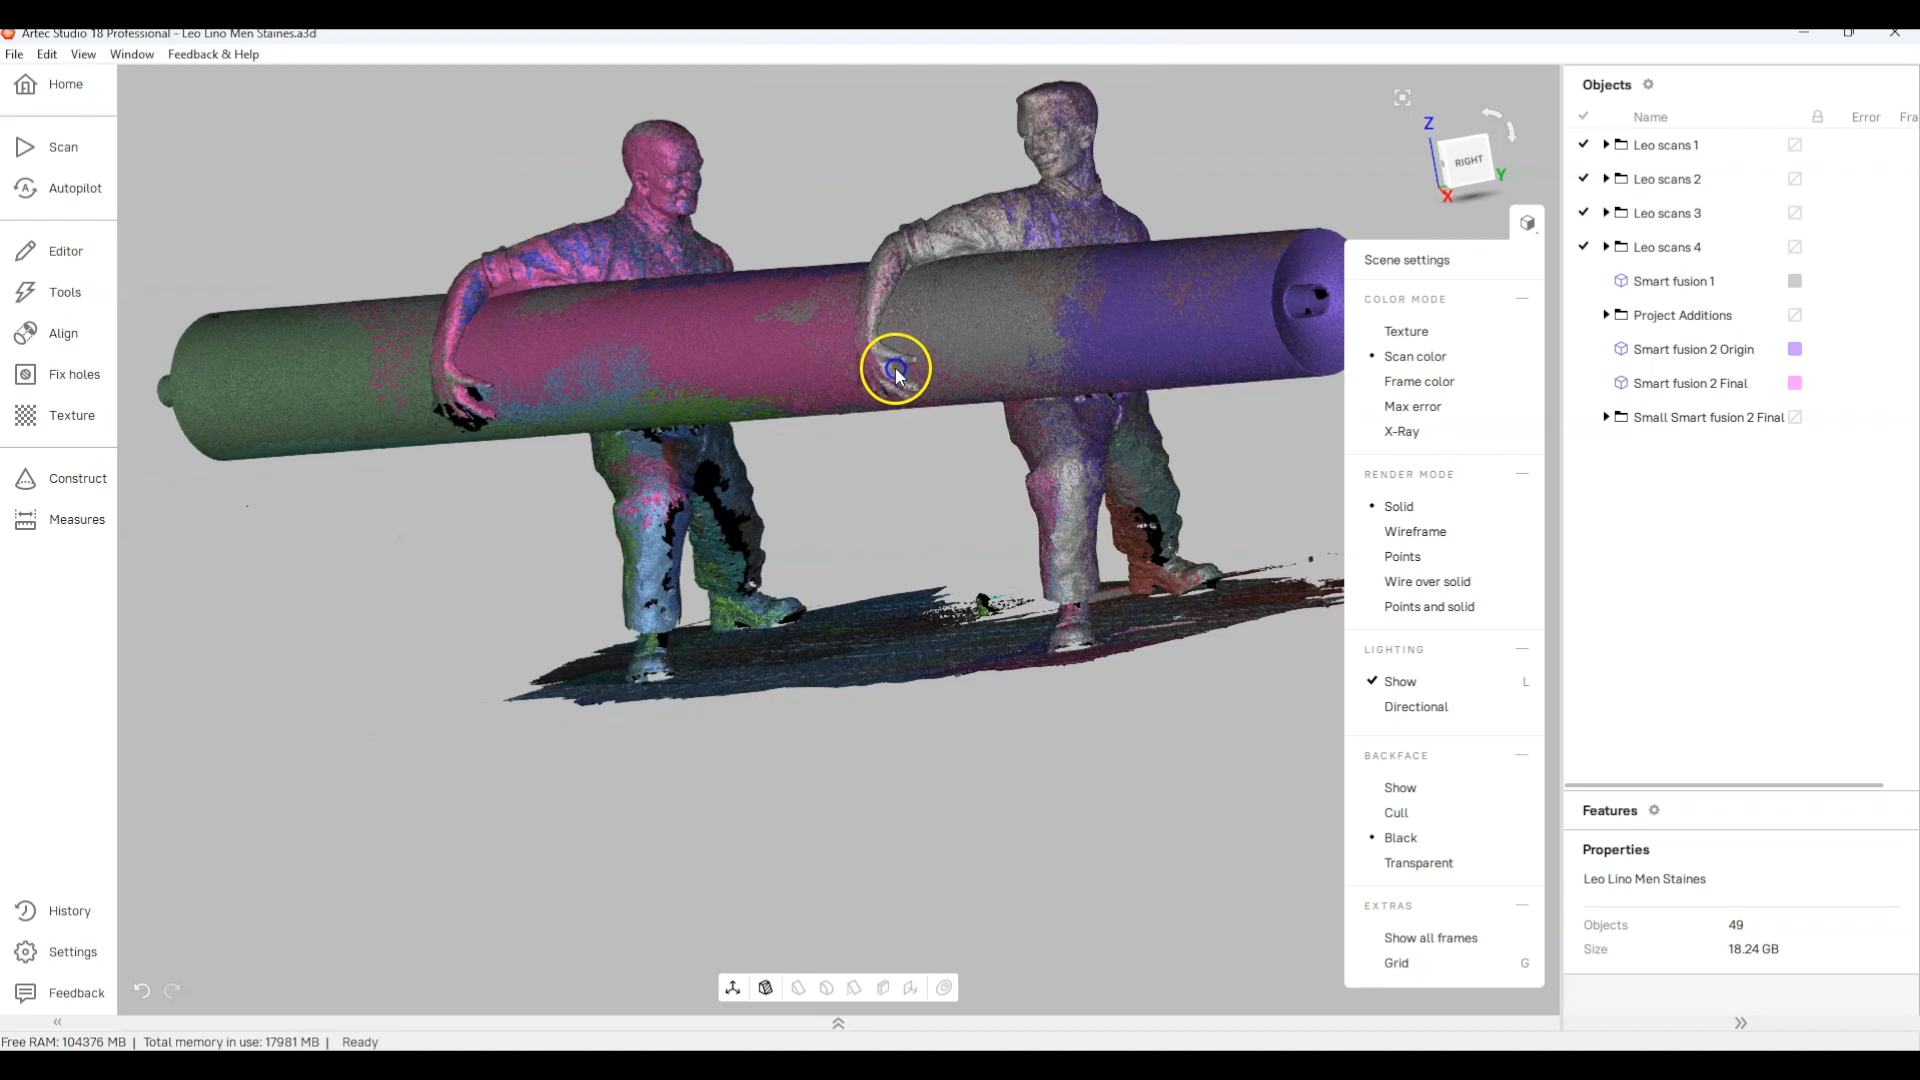 Artec Studio 18 Professional - Leo Lino Men Staines.a3d
File Edit View Window Feedback & Help
Home
Scan
Autopilot
Editor
Tools
Align
Fix holes
Texture
Construct
Measures
History
Settings
Feedback
Z
RIGHT
Y
X
Scene settings
COLOR MODE
Texture
Scan color
Frame color
Max error
X-Ray
RENDER MODE
Solid
Wireframe
Points
Wire over solid
Points and solid
LIGHTING
Show L
Directional
BACKFACE
Show
Cull
Black
Transparent
EXTRAS
Show all frames
Grid G
Objects
Name Error Fra
Leo scans 1
Leo scans 2
Leo scans 3
Leo scans 4
Smart fusion 1
Project Additions
Smart fusion 2 Origin
Smart fusion 2 Final
Small Smart fusion 2 Final
Features
Properties
Leo Lino Men Staines
Objects 49
Size 18.24 GB
Free RAM: 104376 MB | Total memory in use: 17981 MB | Ready